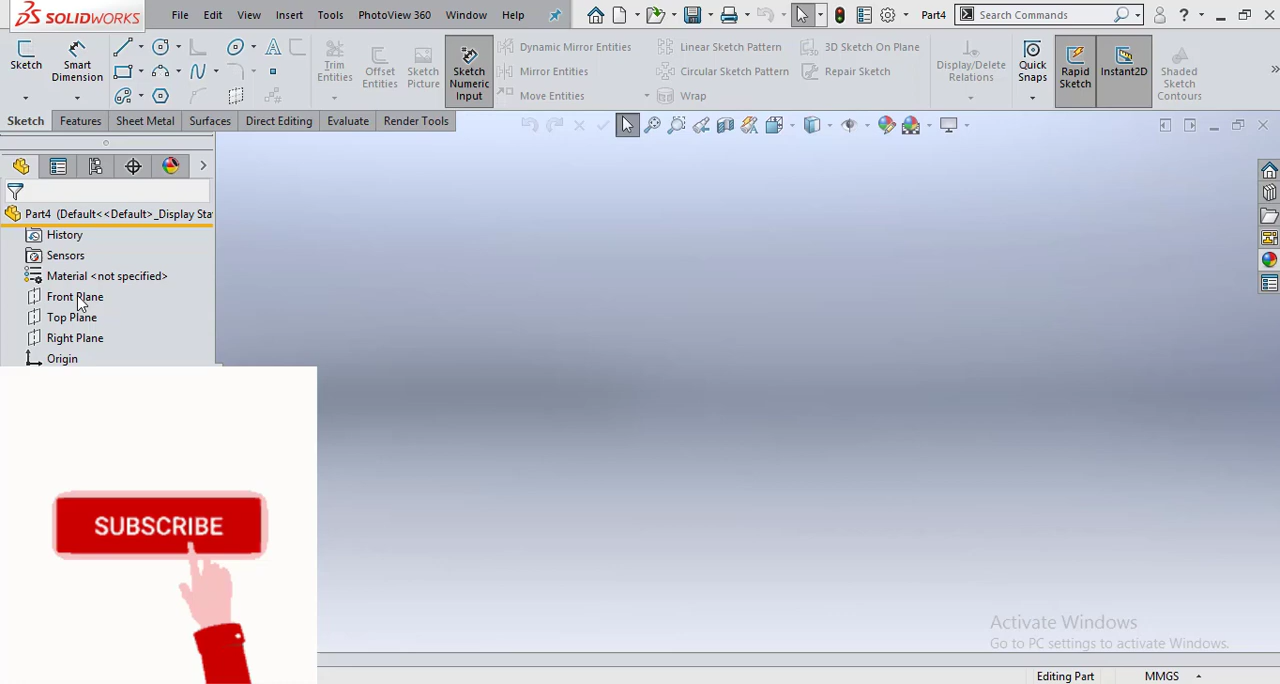 SOLIDWORKS File Edit View Insert Tools PhotoView 360 Window Help Part4 Search Commands ?
Sketch Smart Dimension Trim Entities Offset Entities Sketch Picture Sketch Numeric Input Dynamic Mirror Entities Linear Sketch Pattern 3D Sketch On Plane Display/Delete Relations Quick Snaps Rapid Sketch Instant2D Shaded Sketch Contours
Mirror Entities Circular Sketch Pattern Repair Sketch
Move Entities Wrap
Sketch Features Sheet Metal Surfaces Direct Editing Evaluate Render Tools
Part4 (Default<<Default>_Display Sta
History
Sensors
Material <not specified>
Front Plane
Top Plane
Right Plane
Origin
SUBSCRIBE
Activate Windows
Go to PC settings to activate Windows.
Editing Part MMGS